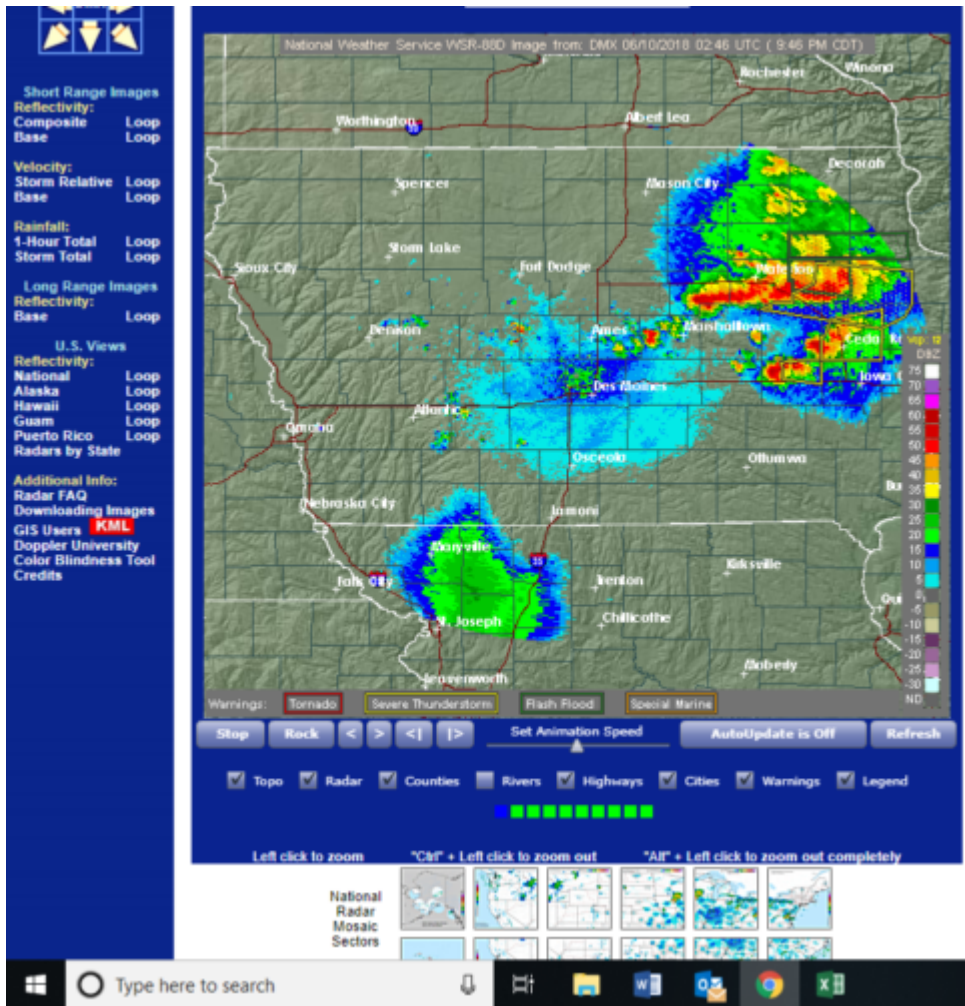 National Weather Service WSR-88D Image from: DMX 06/10/2018 02:46 UTC ( 9:46 PM CDT)
Short Range Images
Reflectivity:
Composite Loop
Base Loop
Velocity:
Storm Relative Loop
Base Loop
Rainfall:
1-Hour Total Loop
Storm Total Loop
Long Range Images
Reflectivity:
Base Loop
U.S. Views
Reflectivity:
National Loop
Alaska Loop
Hawaii Loop
Guam Loop
Puerto Rico Loop
Radars by State
Additional Info:
Radar FAQ
Downloading Images
GIS Users KML
Doppler University
Color Blindness Tool
Credits
Rochester
Winona
Worthington
Albert Lea
Decorah
Spencer
Mason City
Storm Lake
Sioux City
Fort Dodge
Denison
Ames
Marshalltown
Des Moines
Atlantic
Omaha
Osceola
Ottumwa
Nebraska City
Lamoni
Maryville
35
Kirksville
Falls City
Trenton
St. Joseph
Chillicothe
Moberly
Leavenworth
Vcp: 12
DBZ
75
70
65
60
55
50
45
40
35
30
25
20
15
10
5
0
-5
-10
-15
-20
-25
-30
ND
Warnings: Tornado Severe Thunderstorm Flash Flood Special Marine
Stop Rock < > <| |> Set Animation Speed AutoUpdate is Off Refresh
Topo Radar Counties Rivers Highways Cities Warnings Legend
Left click to zoom "Ctrl" + Left click to zoom out "Alt" + Left click to zoom out completely
National
Radar
Mosaic
Sectors
Type here to search